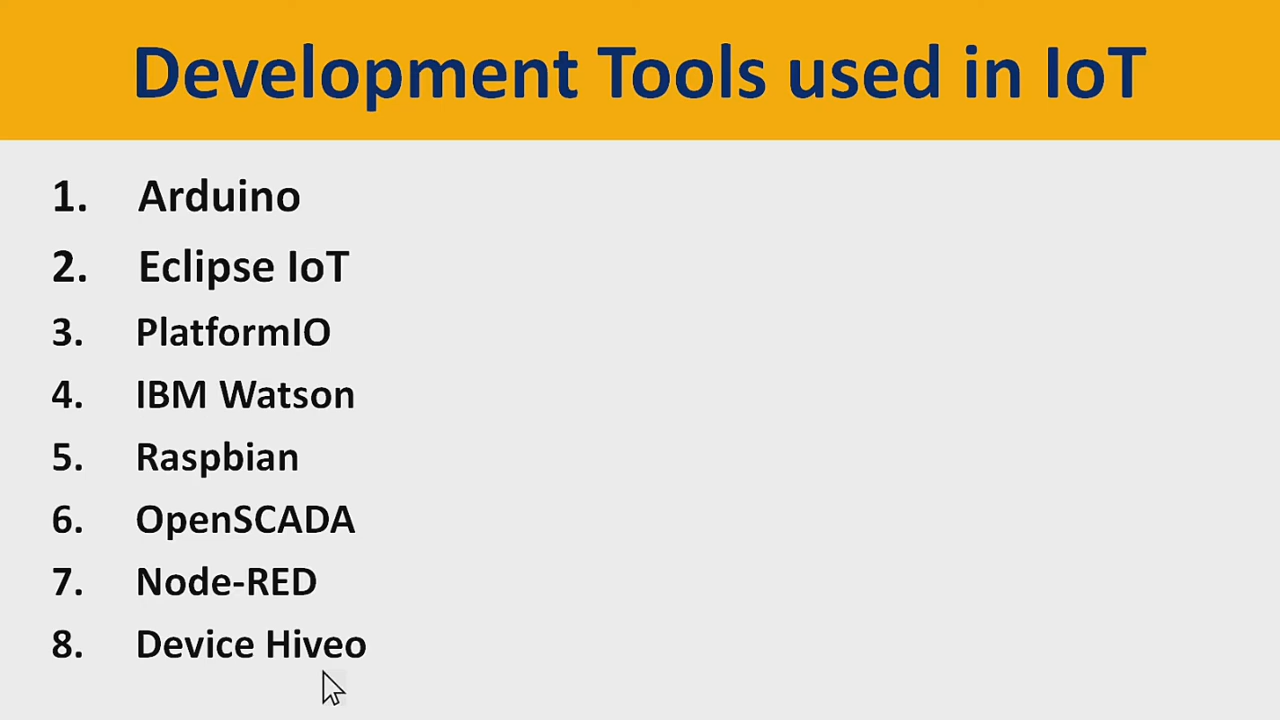 Development Tools used in IoT
1. Arduino
2. Eclipse IoT
3. PlatformIO
4. IBM Watson
5. Raspbian
6. OpenSCADA
7. Node-RED
8. Device Hiveo